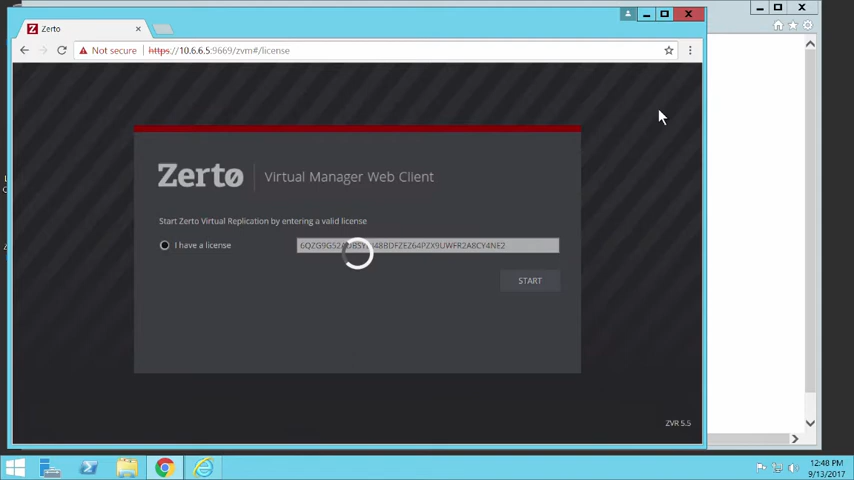 Zerto
Not secure https://10.6.6.5:9669/zvm#/license
Zerto Virtual Manager Web Client
Start Zerto Virtual Replication by entering a valid license
I have a license
START
ZVR 5.5
12:48 PM
9/13/2017